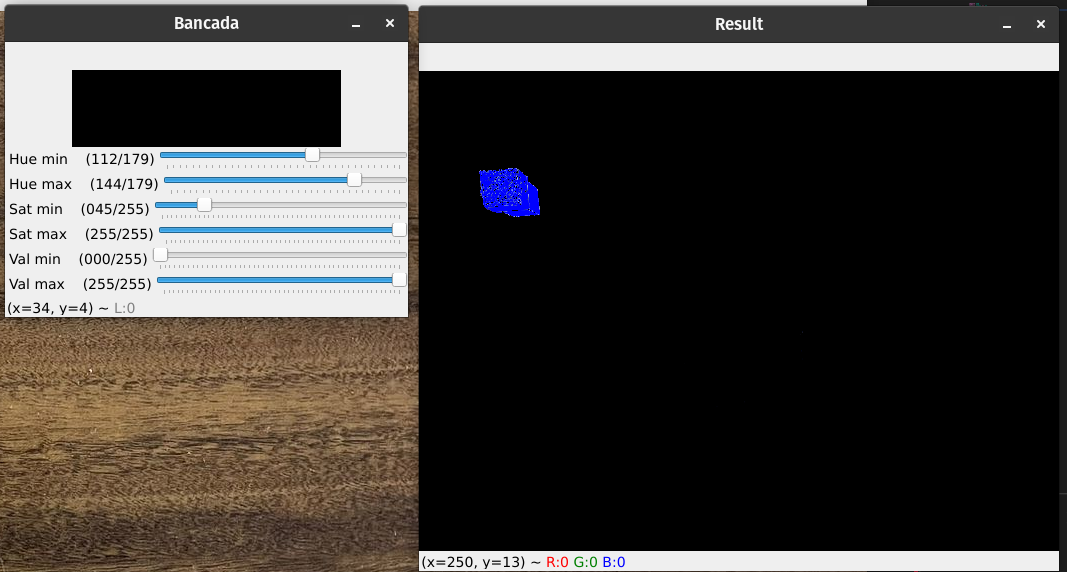 Bancada
Result
Hue min (112/179)
Hue max (144/179)
Sat min (045/255)
Sat max (255/255)
Val min (000/255)
Val max (255/255)
(x=34, y=4) ~ L:0
(x=250, y=13) ~ R:0 G:0 B:0